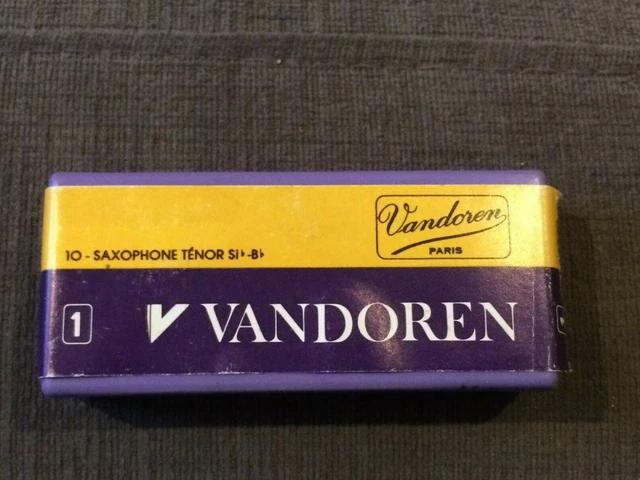 Vandoren
PARIS
10 - SAXOPHONE TÉNOR SI♭-B♭
1 VANDOREN